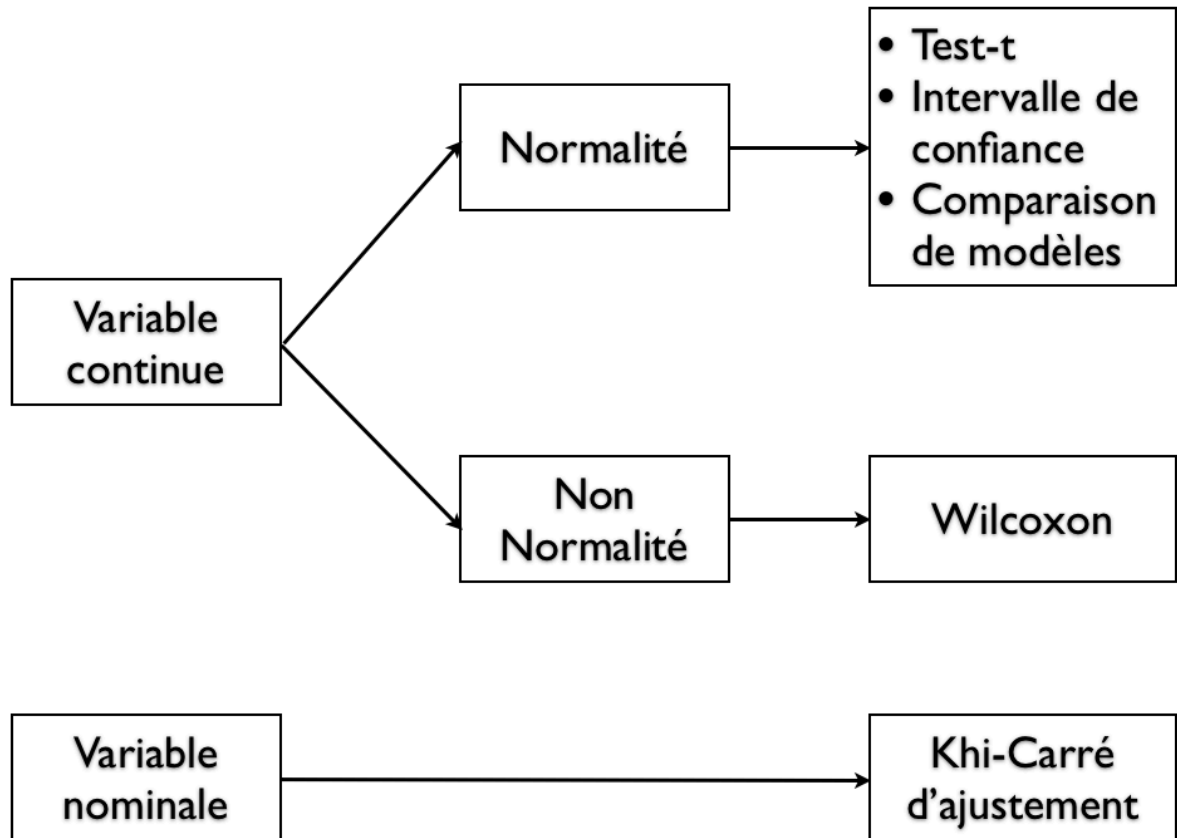 Variable
continue
Normalité
• Test-t
• Intervalle de
confiance
• Comparaison
de modèles
Non
Normalité
Wilcoxon
Variable
nominale
Khi-Carré
d'ajustement